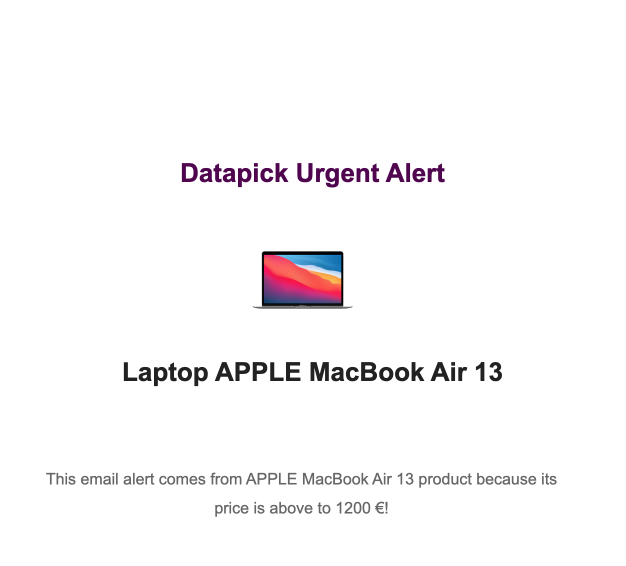 Datapick Urgent Alert
Laptop APPLE MacBook Air 13
This email alert comes from APPLE MacBook Air 13 product because its
price is above to 1200 €!